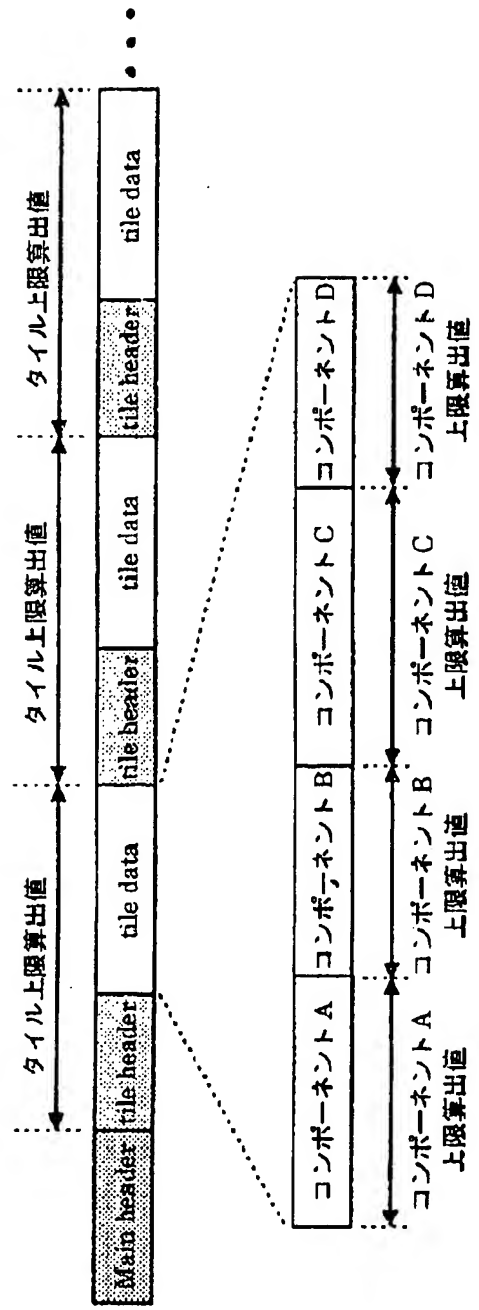 タイル上限算出値
タイル上限算出値
タイル上限算出値
Main header
tile header
tile data
tile header
tile data
tile header
tile data
コンポーネントA
コンポーネントB
コンポーネントC
コンポーネントD
コンポーネントA
上限算出値
コンポーネントB
上限算出値
コンポーネントC
上限算出値
コンポーネントD
上限算出値